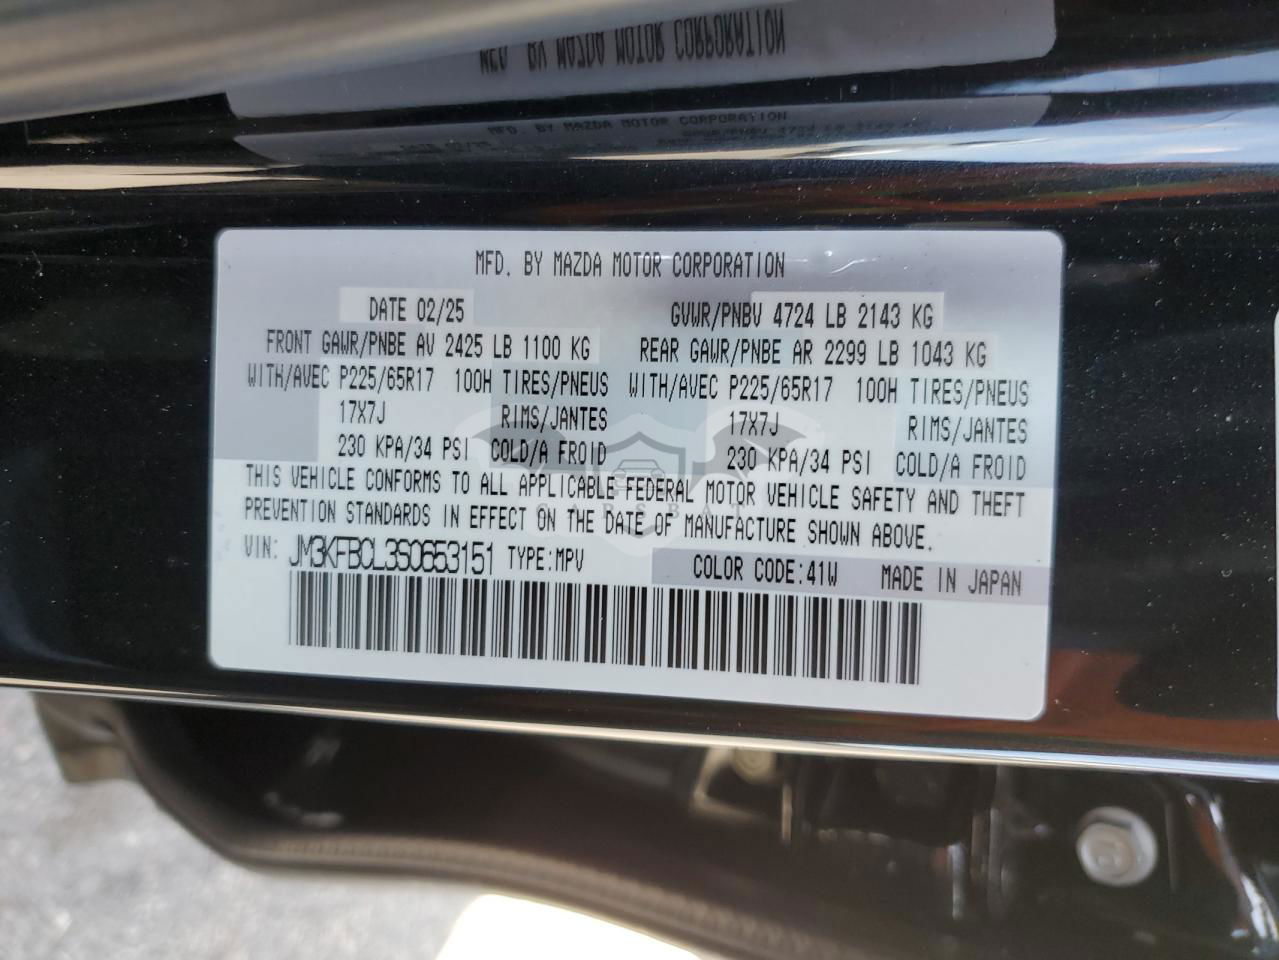 MFD. BY MAZDA MOTOR CORPORATION
MFD. BY MAZDA MOTOR CORPORATION
MFD. BY MAZDA MOTOR CORPORATION
DATE 02/25 GVWR/PNBV 4724 LB 2143 KG
FRONT GAWR/PNBE AV 2425 LB 1100 KG REAR GAWR/PNBE AR 2299 LB 1043 KG
WITH/AVEC P225/65R17 100H TIRES/PNEUS WITH/AVEC P225/65R17 100H TIRES/PNEUS
17X7J RIMS/JANTES 17X7J RIMS/JANTES
230 KPA/34 PSI COLD/A FROID 230 KPA/34 PSI COLD/A FROID
THIS VEHICLE CONFORMS TO ALL APPLICABLE FEDERAL MOTOR VEHICLE SAFETY AND THEFT
CARSBAT
PREVENTION STANDARDS IN EFFECT ON THE DATE OF MANUFACTURE SHOWN ABOVE.
VIN: JM3KFBCL3S0653151 TYPE:MPV COLOR CODE:41W MADE IN JAPAN